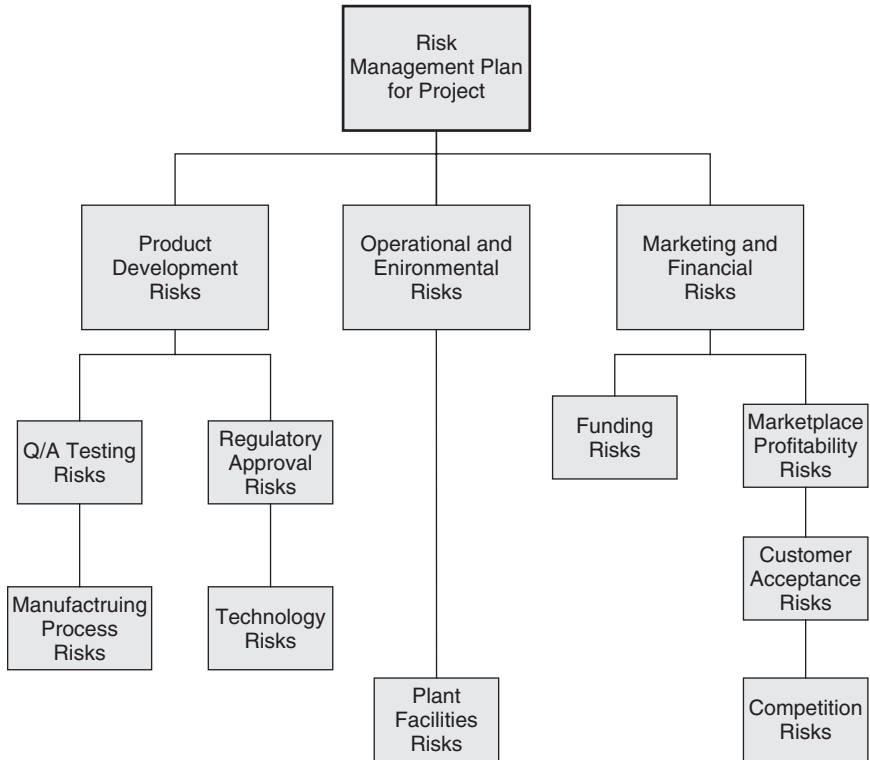 Risk
Management Plan
for Project
Product
Development
Risks
Operational and
Enironmental
Risks
Marketing and
Financial
Risks
Q/A Testing
Risks
Regulatory
Approval
Risks
Funding
Risks
Marketplace
Profitability
Risks
Manufactruing
Process
Risks
Technology
Risks
Customer
Acceptance
Risks
Plant
Facilities
Risks
Competition
Risks